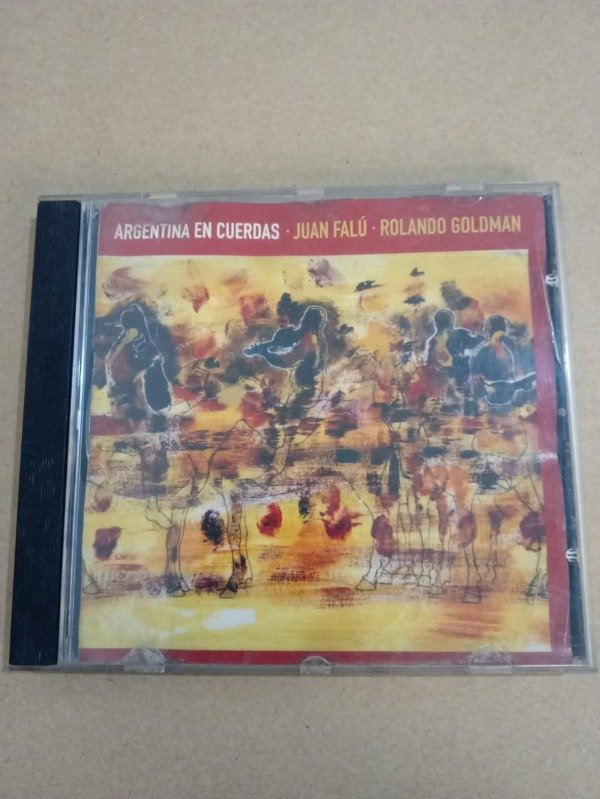 ARGENTINA EN CUERDAS · JUAN FALÚ · ROLANDO GOLDMAN